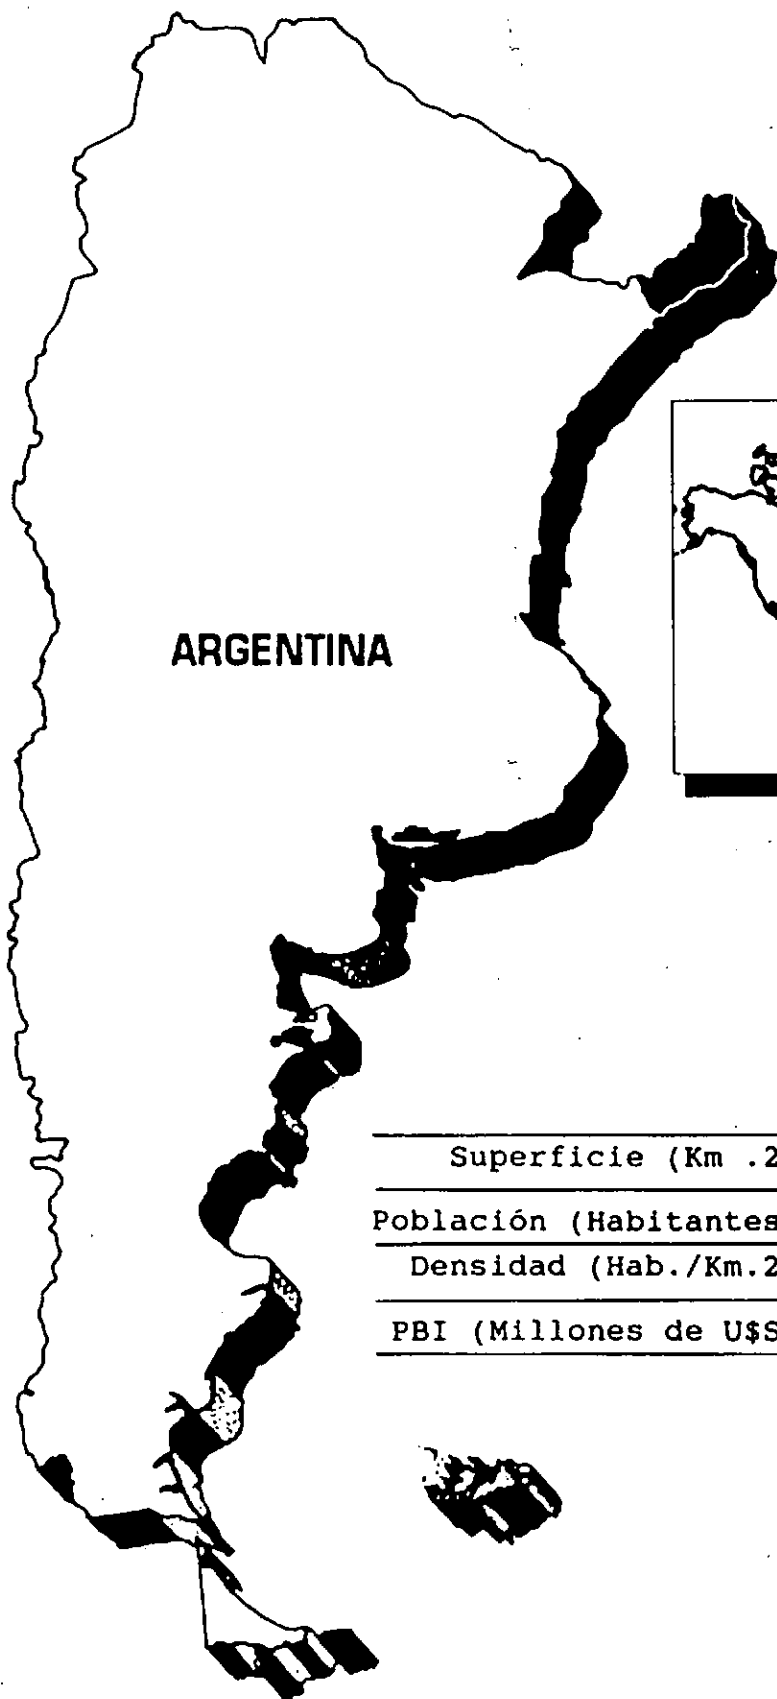 ARGENTINA
Superficie (Km .2
Población (Habitantes
Densidad (Hab./Km.2
PBI (Millones de U$S